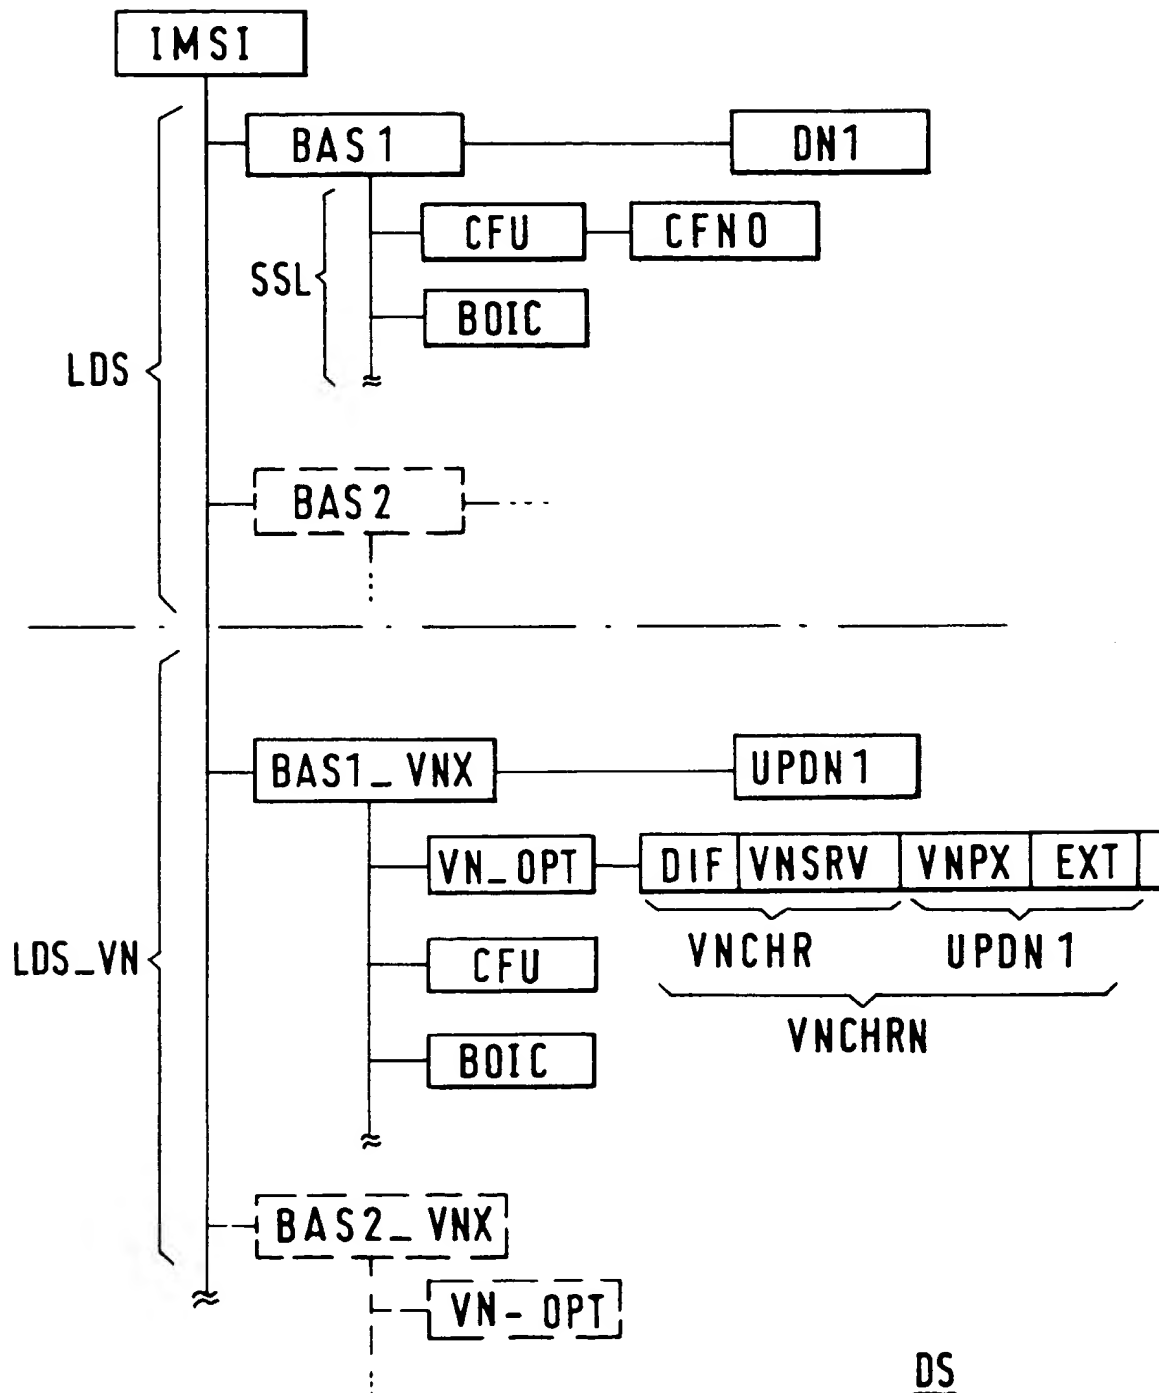 IMSI
BAS1 DN1
CFU CFNO
SSL
BOIC
LDS
BAS2
BAS1_VNX UPDN1
VN_OPT DIF VNSRV VNPX EXT
VNCHR UPDN1
LDS_VN CFU
VNCHRN
BOIC
BAS2_VNX
VN-OPT
DS